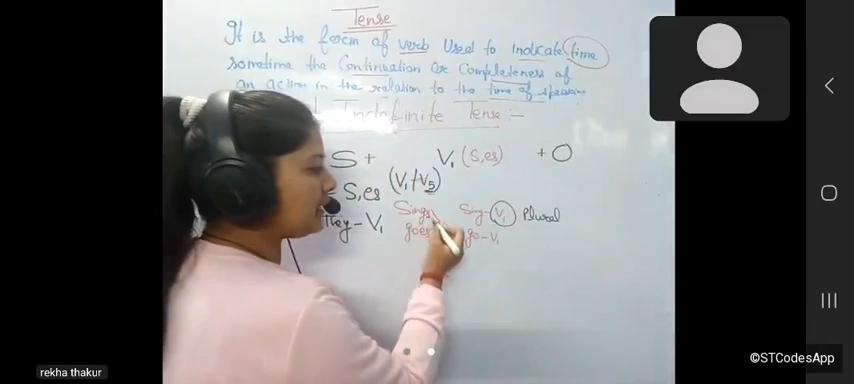 Tense
It is the form of verb Used to indicate time
sometime the Continuation Or Completeness of
an action in the relation to the time of speaking
Indefinite Tense :-
S + V₁ (S,es) + O
S,es (V₁/V₅)
They - V₁
Sings Sing - V₁ Plural
goes go - V₁
rekha thakur
©STCodesApp